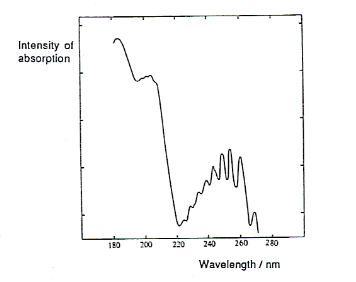 Intensity of
absorption
180 200 220 240 260 280
Wavelength / nm